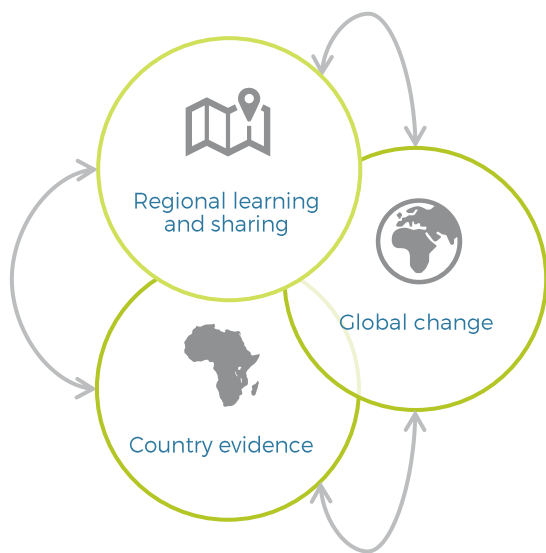 Regional learning
and sharing
Global change
Country evidence